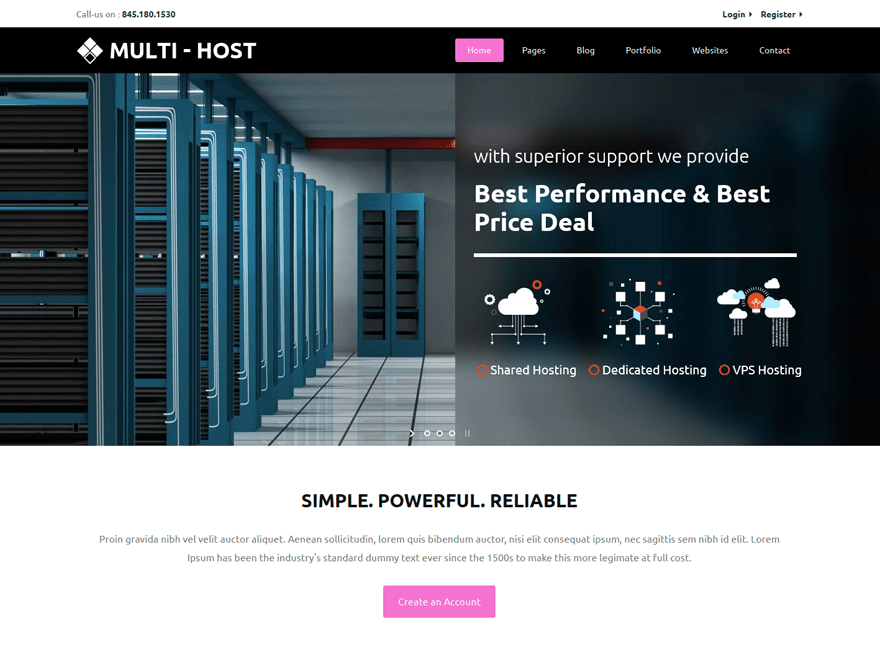 Call-us on : 845.180.1530
Login Register
MULTI - HOST
Home Pages Blog Portfolio Websites Contact
with superior support we provide
Best Performance & Best
Price Deal
Shared Hosting Dedicated Hosting VPS Hosting
SIMPLE. POWERFUL. RELIABLE
Proin gravida nibh vel velit auctor aliquet. Aenean sollicitudin, lorem quis bibendum auctor, nisi elit consequat ipsum, nec sagittis sem nibh id elit. Lorem
Ipsum has been the industry's standard dummy text ever since the 1500s to make this more legimate at full cost.
Create an Account